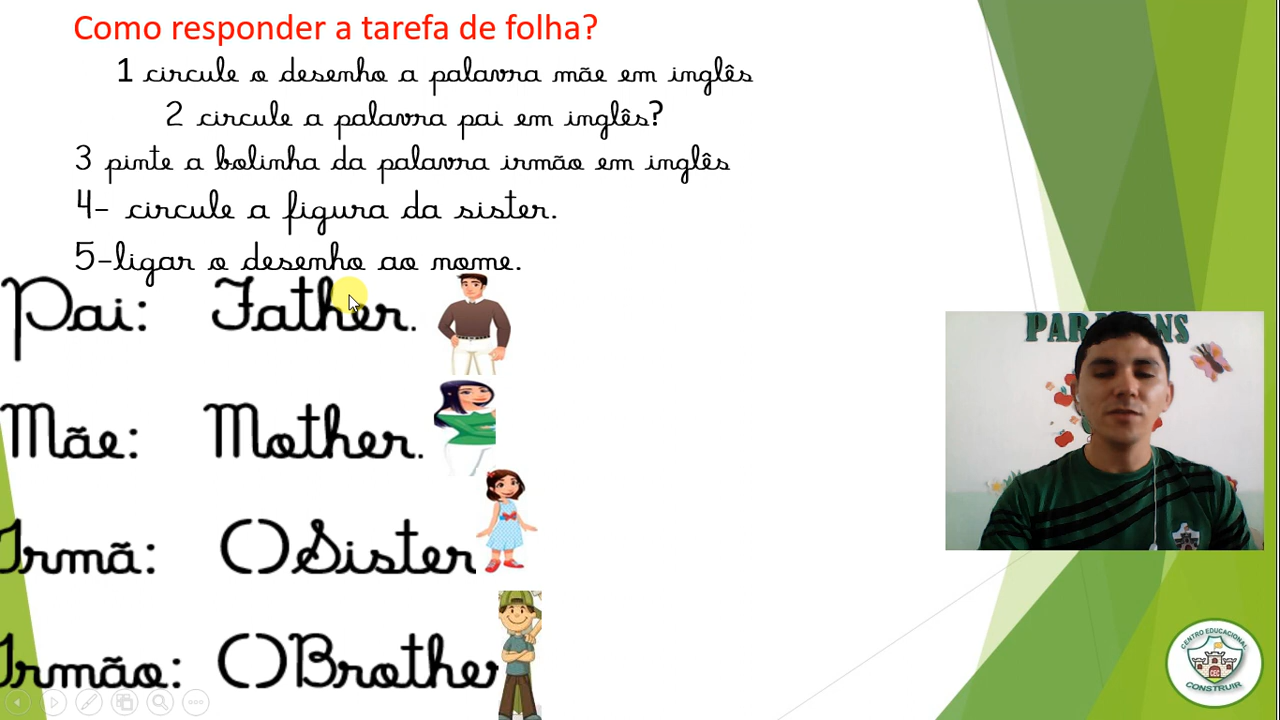 Como responder a tarefa de folha?
1 circule o desenho a palavra mãe em inglês
2 circule a palavra pai em inglês?
3 pinte a bolinha da palavra irmão em inglês
4- circule a figura da sister.
5-ligar o desenho ao nome.
Pai: Father.
Mãe: Mother.
Irmã: ( ) Sister
Irmão: ( ) Brother
CENTRO EDUCACIONAL
CEC
CONSTRUIR